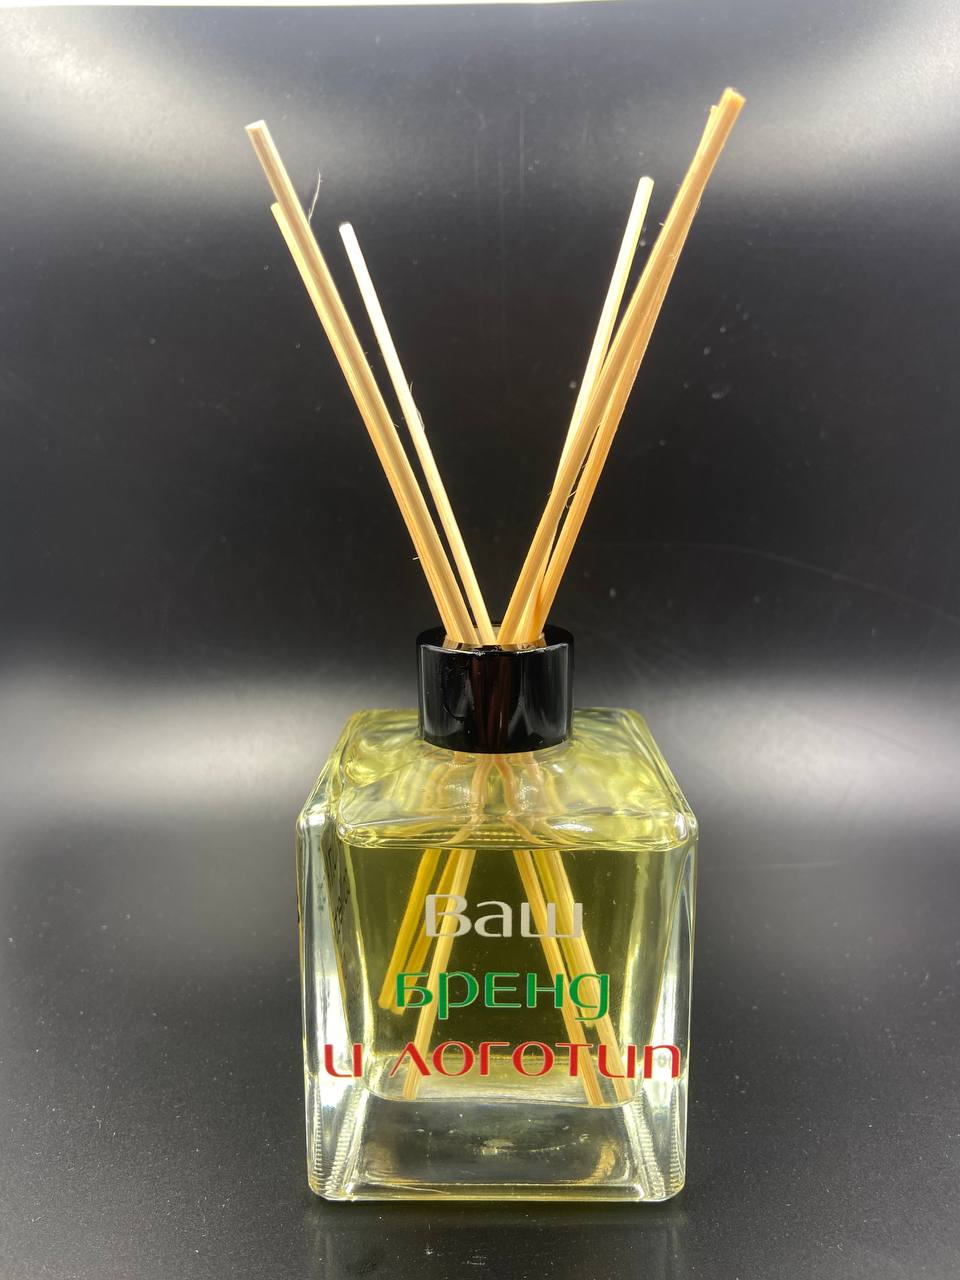 Ваш
бренд
и логотип